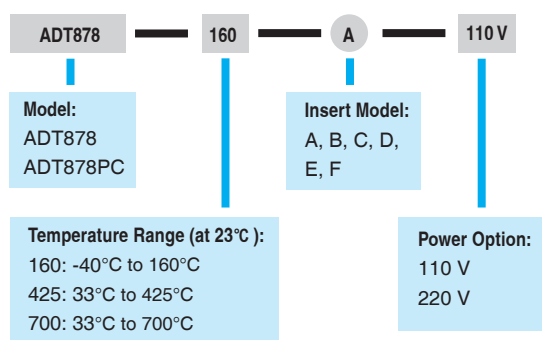 ADT878 160 A 110 V
Model:
ADT878
ADT878PC
Insert Model:
A, B, C, D,
E, F
Temperature Range (at 23℃ ):
160: -40°C to 160°C
425: 33°C to 425°C
700: 33°C to 700°C
Power Option:
110 V
220 V